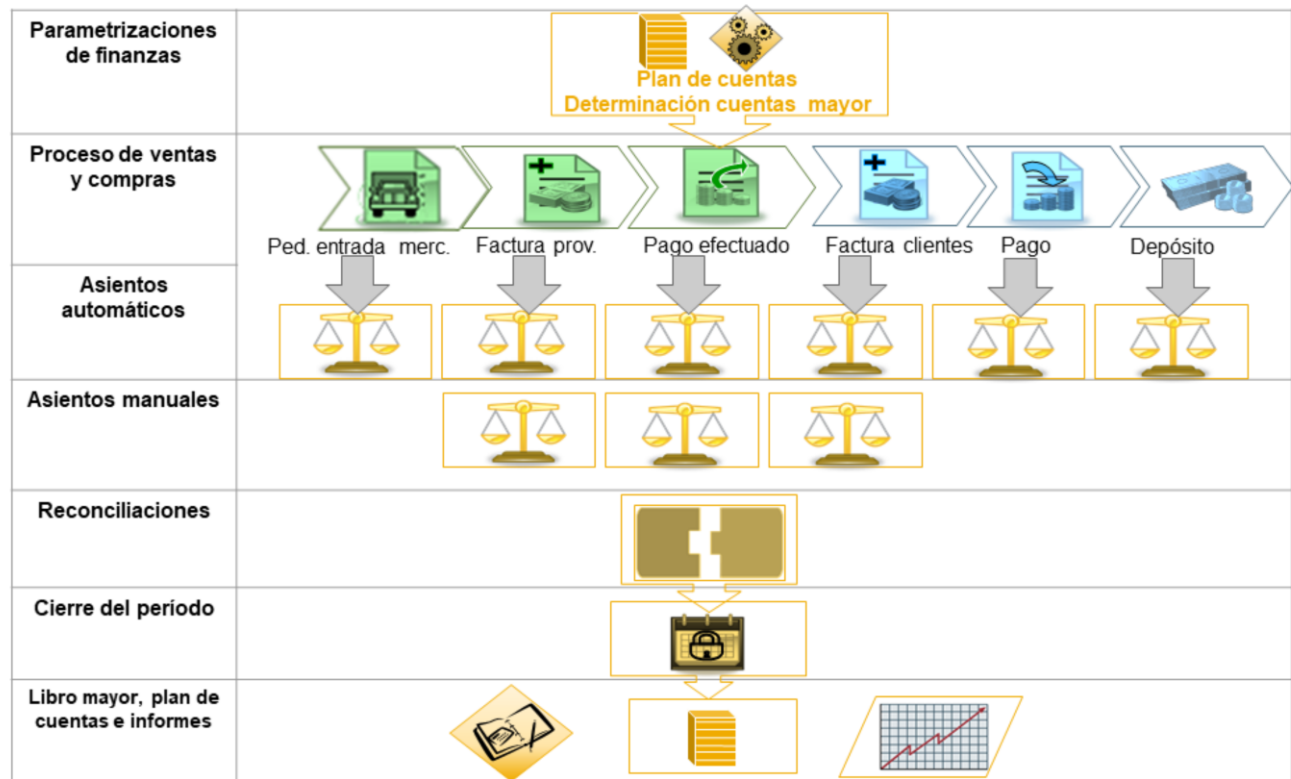 Parametrizaciones
de finanzas
Plan de cuentas
Determinación cuentas mayor
Proceso de ventas
y compras
Ped. entrada merc.
Factura prov.
Pago efectuado
Factura clientes
Pago
Depósito
Asientos
automáticos
Asientos manuales
Reconciliaciones
Cierre del período
Libro mayor, plan de
cuentas e informes